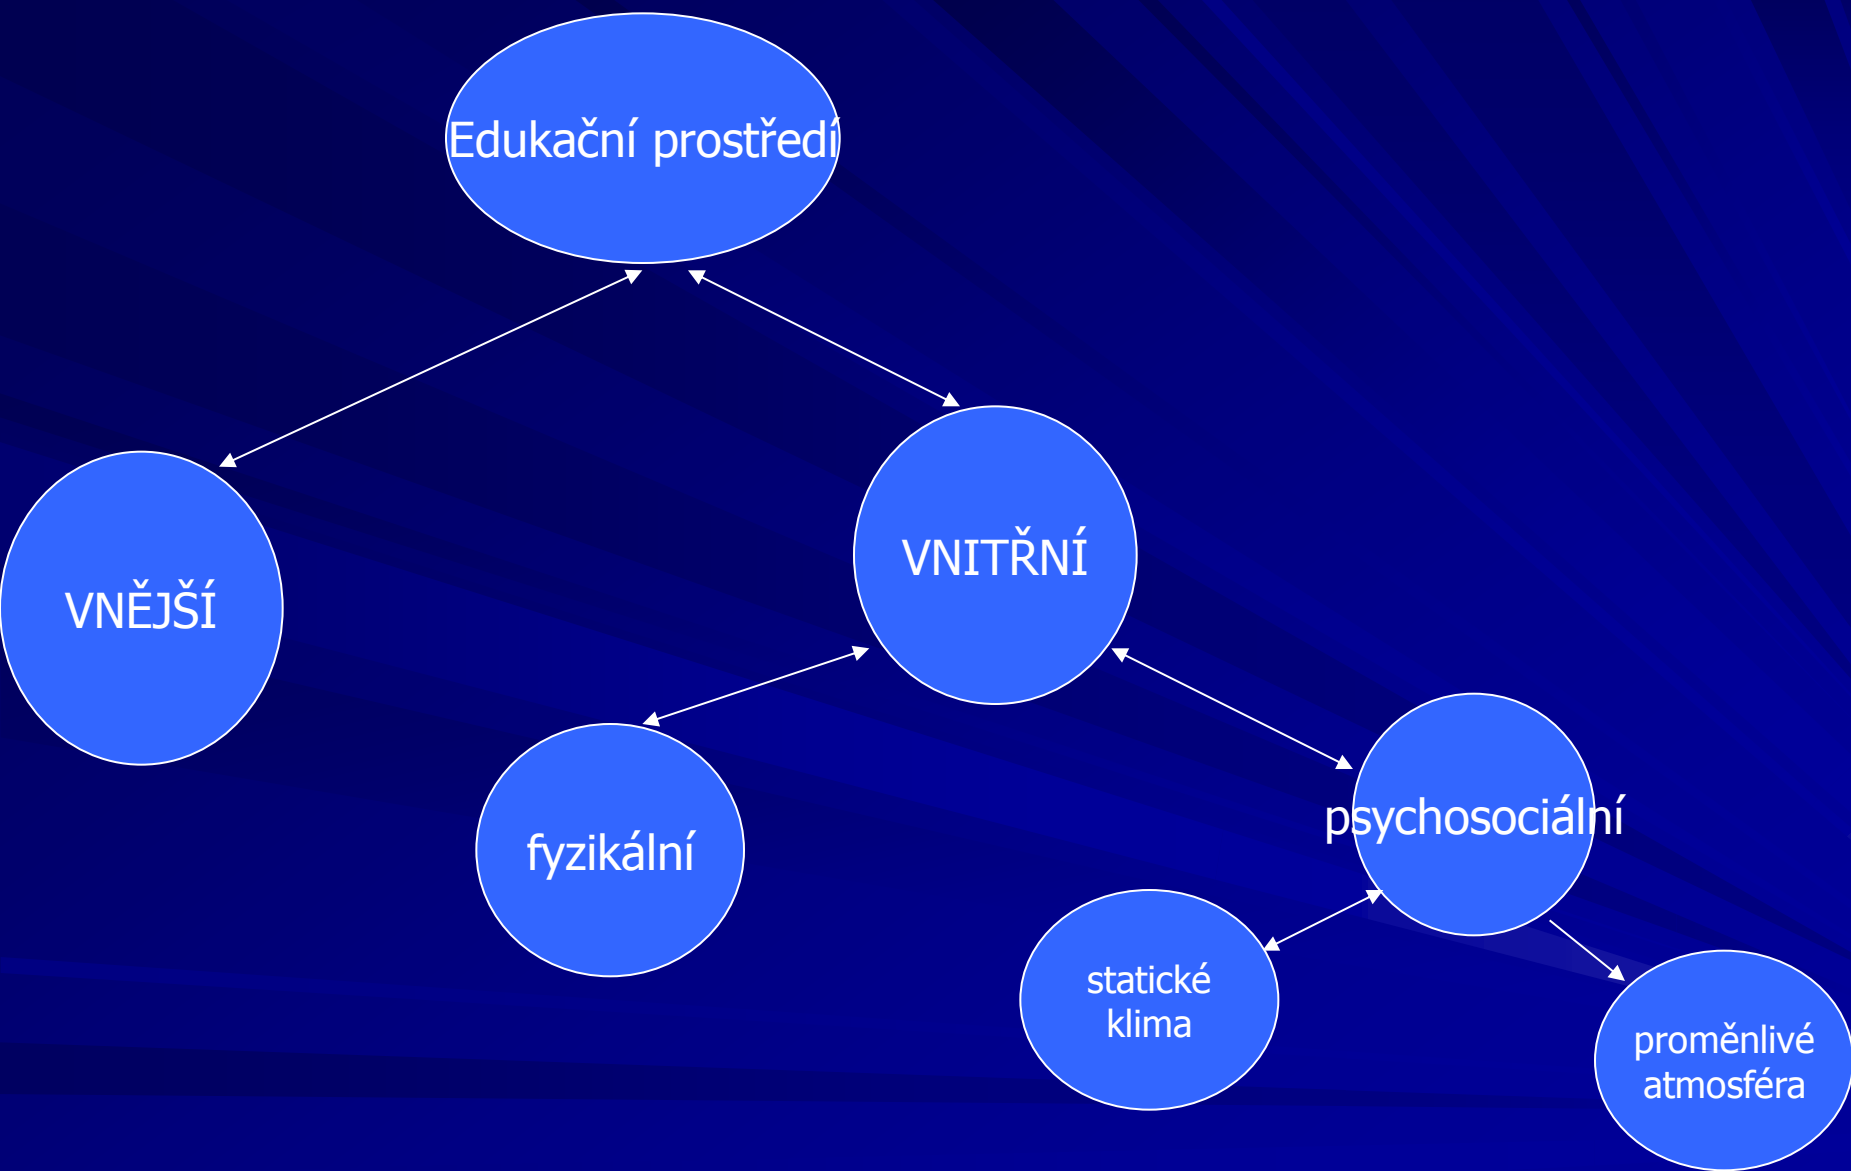 Edukační prostředí
VNITŘNÍ
VNĚJŠÍ
psychosociální
fyzikální
statické
klima
proměnlivé
atmosféra